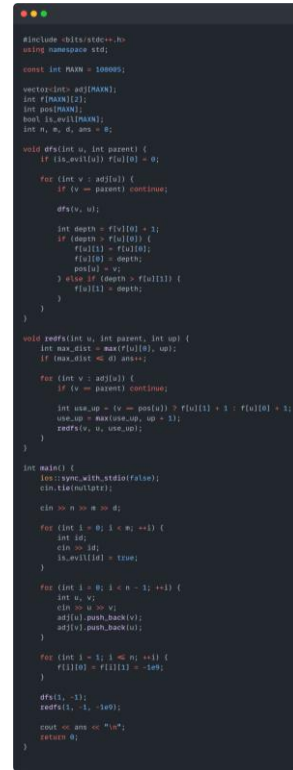 #include <bits/stdc++.h>
using namespace std;

const int MAXN = 100005;

vector<int> adj[MAXN];
int f[MAXN][2];
int pos[MAXN];
bool is_evil[MAXN];
int n, m, d, ans = 0;

void dfs(int u, int parent) {
    if (is_evil[u]) f[u][0] = 0;

    for (int v : adj[u]) {
        if (v == parent) continue;

        dfs(v, u);

        int depth = f[v][0] + 1;
        if (depth > f[u][0]) {
            f[u][1] = f[u][0];
            f[u][0] = depth;
            pos[u] = v;
        } else if (depth > f[u][1]) {
            f[u][1] = depth;
        }
    }
}

void redfs(int u, int parent, int up) {
    int max_dist = max(f[u][0], up);
    if (max_dist <= d) ans++;

    for (int v : adj[u]) {
        if (v == parent) continue;

        int use_up = (v == pos[u]) ? f[u][1] + 1 : f[u][0] + 1;
        use_up = max(use_up, up + 1);
        redfs(v, u, use_up);
    }
}

int main() {
    ios::sync_with_stdio(false);
    cin.tie(nullptr);

    cin >> n >> m >> d;

    for (int i = 0; i < m; ++i) {
        int id;
        cin >> id;
        is_evil[id] = true;
    }

    for (int i = 0; i < n - 1; ++i) {
        int u, v;
        cin >> u >> v;
        adj[u].push_back(v);
        adj[v].push_back(u);
    }

    for (int i = 1; i <= n; ++i) {
        f[i][0] = f[i][1] = -1e9;
    }

    dfs(1, -1);
    redfs(1, -1, -1e9);

    cout << ans << "\n";
    return 0;
}